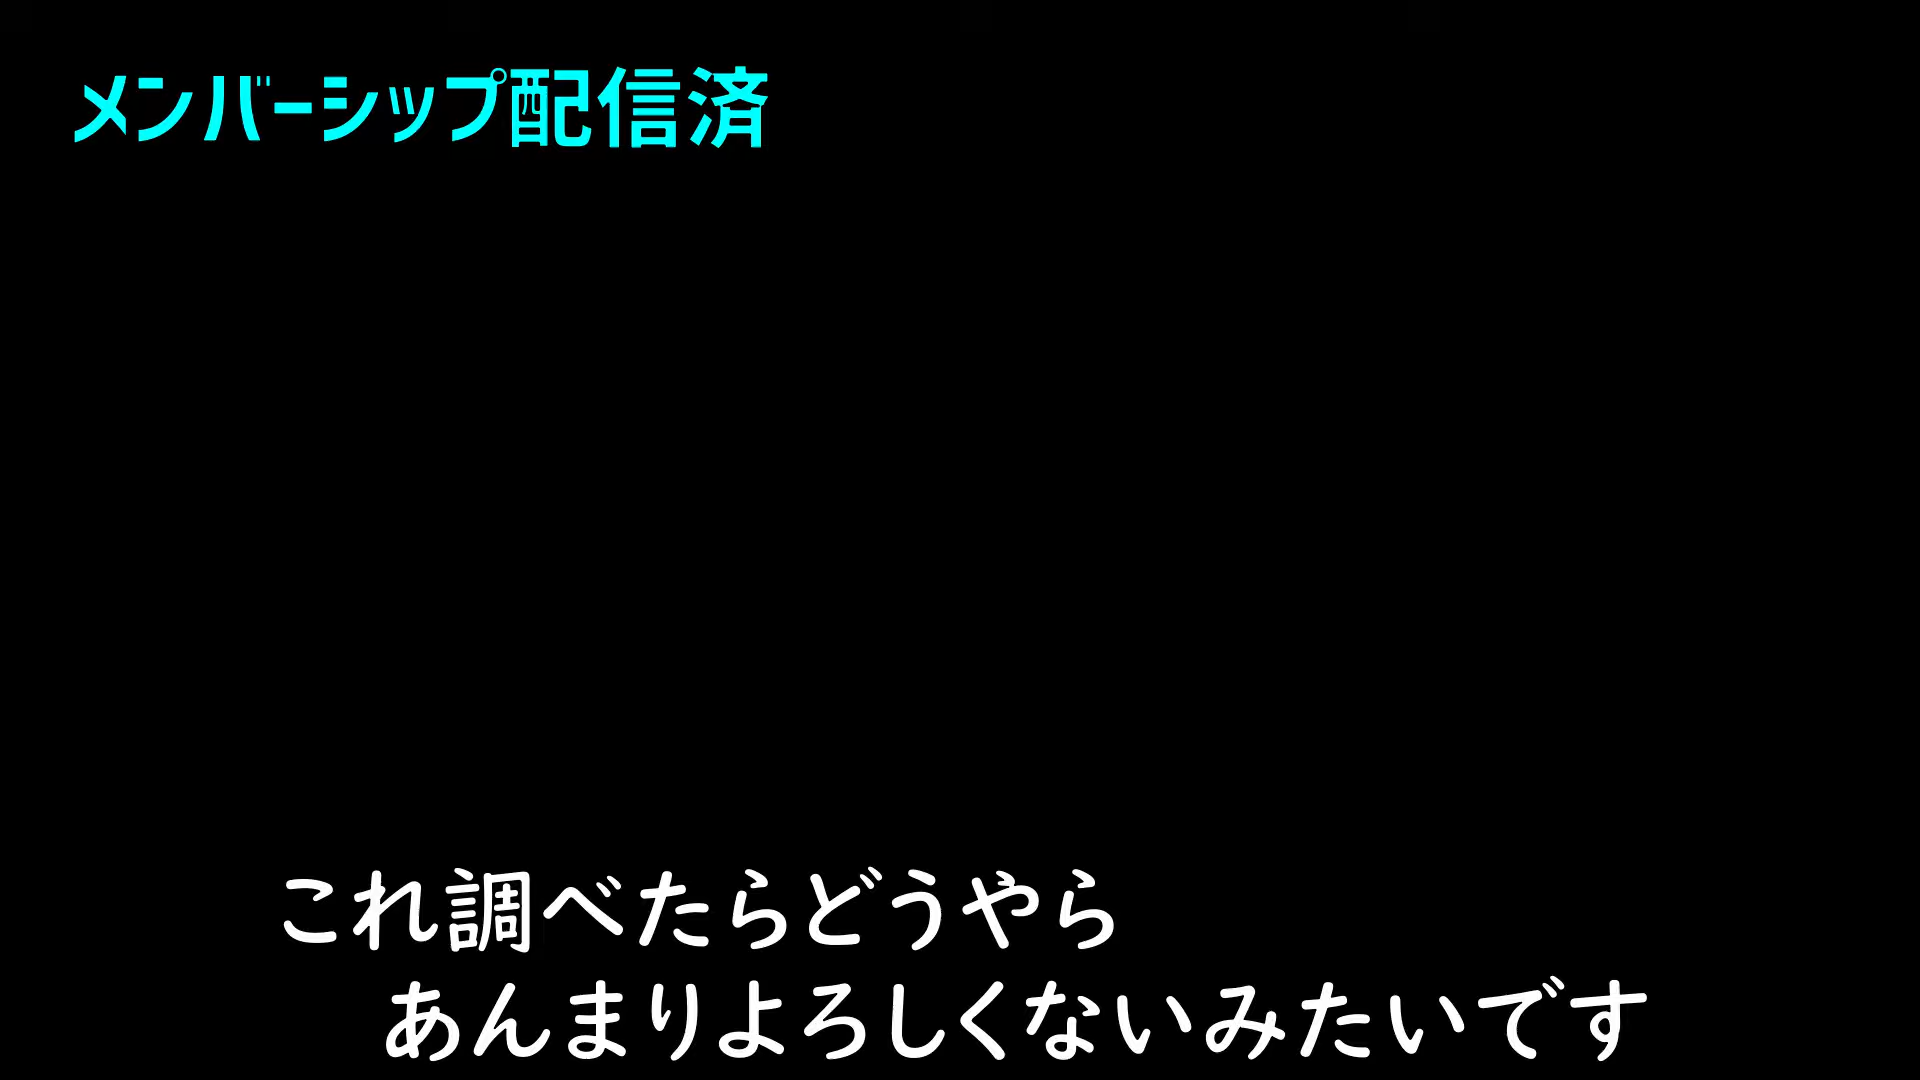 メンバーシップ配信済
これ調べたらどうやら
あんまりよろしくないみたいです